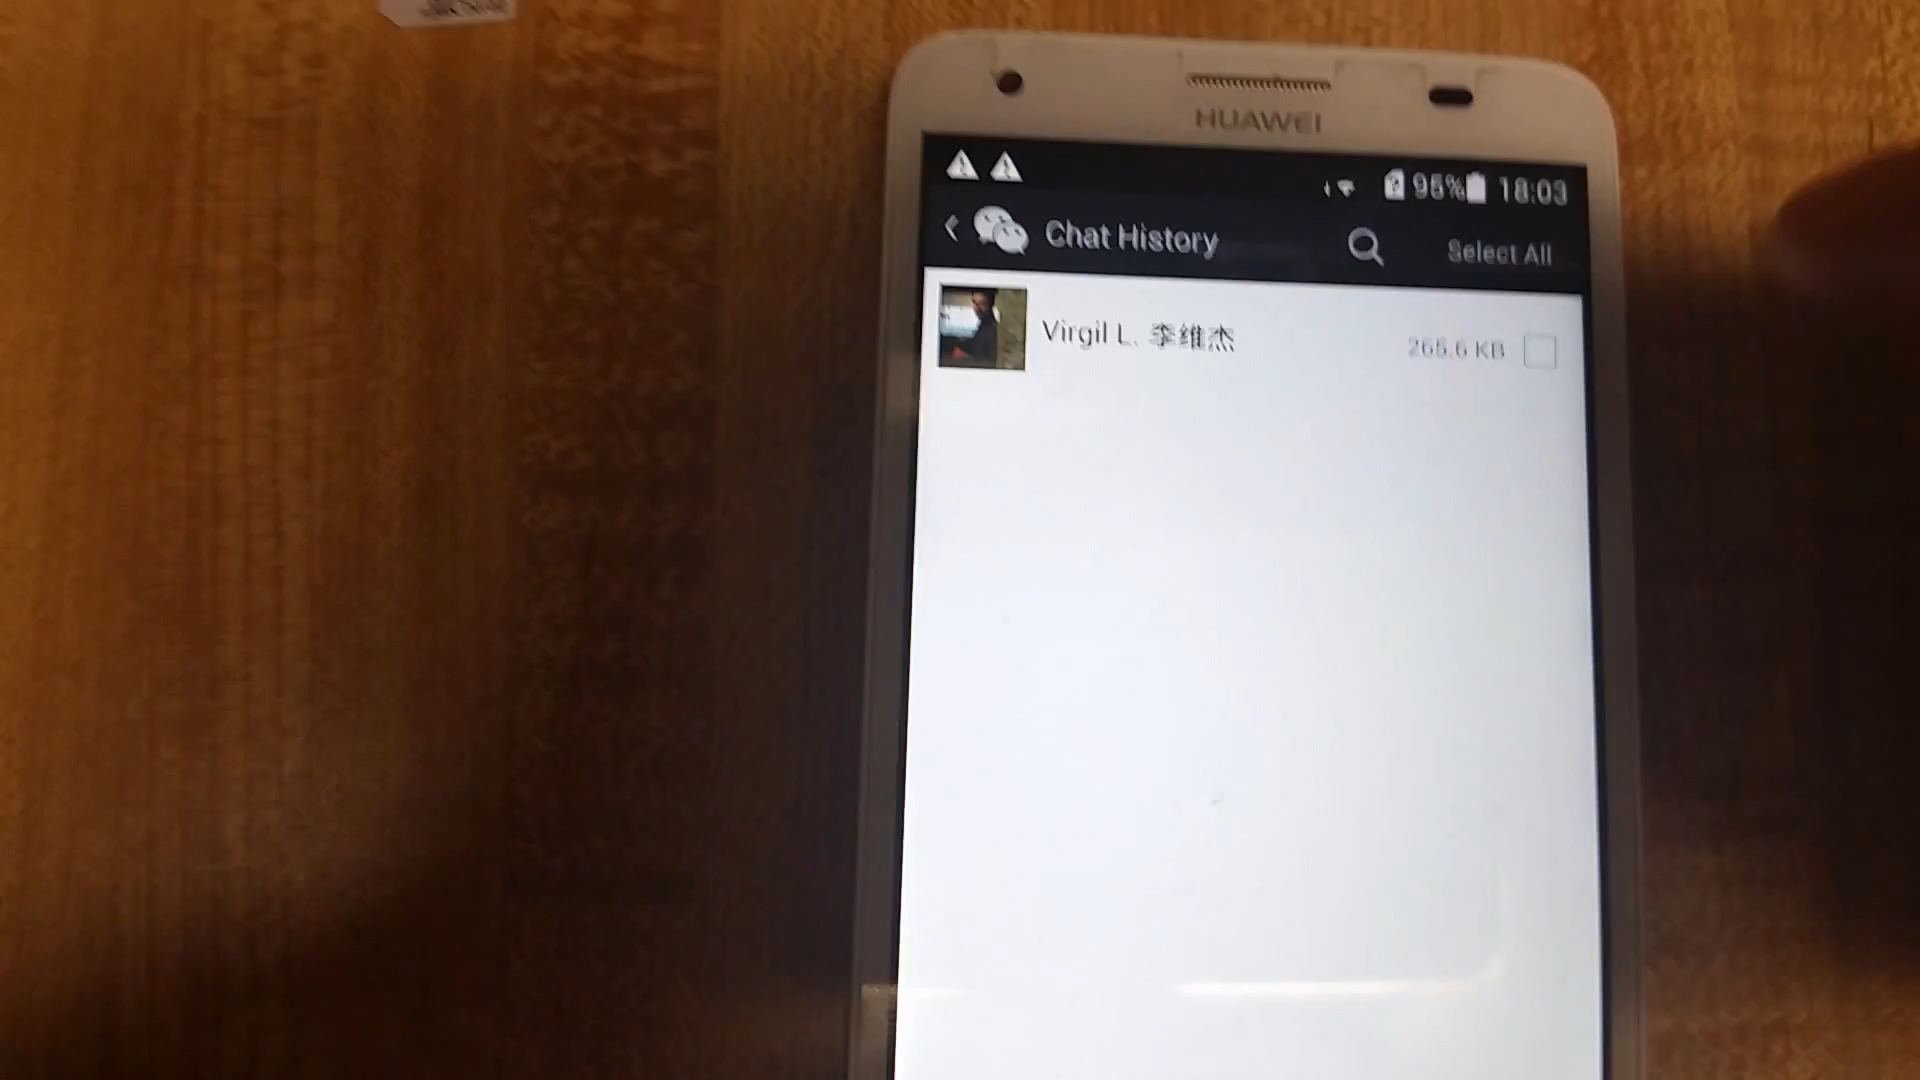 HUAWEI
95% 18:03
Chat History Select All
Virgil L. 李维杰 265.6 KB